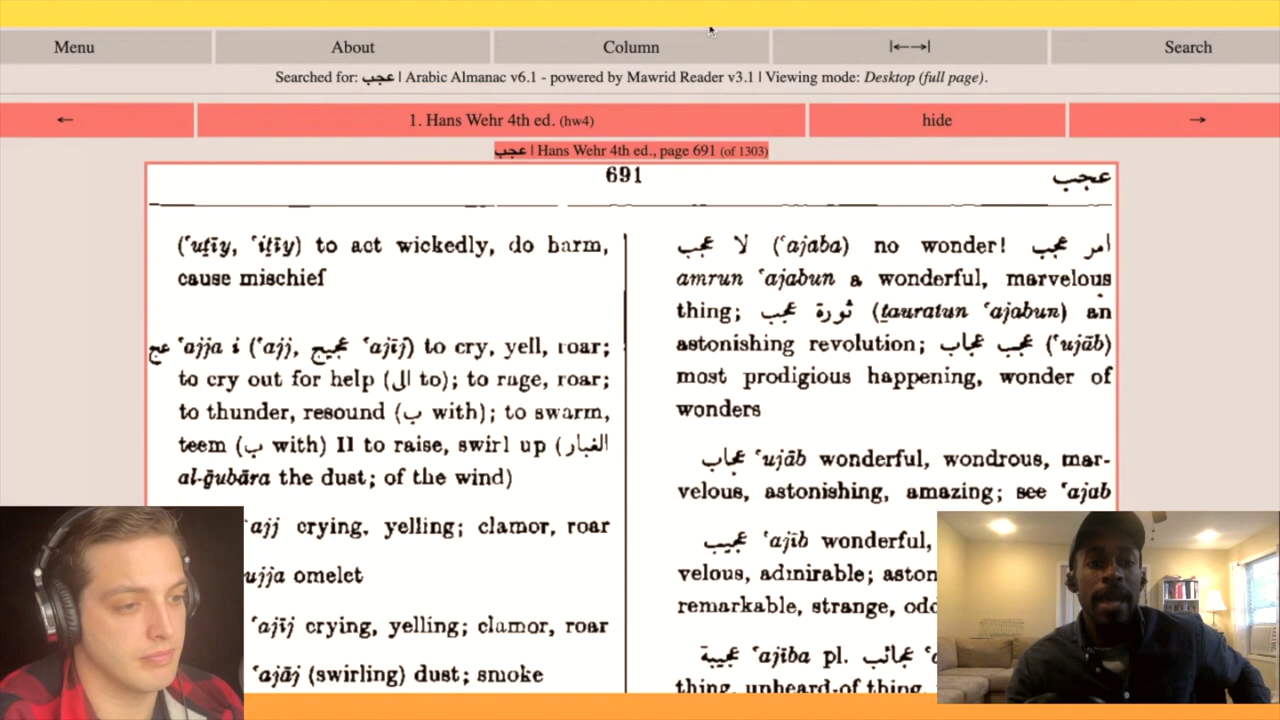 Menu
About
Column
|←→|
Search
Searched for: عجب | Arabic Almanac v6.1 - powered by Mawrid Reader v3.1 | Viewing mode: Desktop (full page).
←
1. Hans Wehr 4th ed. (hw4)
hide
→
عجب | Hans Wehr 4th ed., page 691 (of 1303)
691
عجب
(ʿuṯīy, ʿiṯīy) to act wickedly, do harm,
cause mischief
عج ʿajja i (ʿajj, عجيج ʿajīj) to cry, yell, roar;
to cry out for help (الى to); to rage, roar;
to thunder, resound (ب with); to swarm,
teem (ب with) II to raise, swirl up (الغبار
al-ḡubāra the dust; of the wind)
ʿajj crying, yelling; clamor, roar
ujja omelet
ʿajīj crying, yelling; clamor, roar
ʿajāj (swirling) dust; smoke
لا عجب (ʿajaba) no wonder! امر عجب
amrun ʿajabun a wonderful, marvelous
thing; ثورة عجب (ṯauratun ʿajabun) an
astonishing revolution; عجب عجاب (ʿujāb)
most prodigious happening, wonder of
wonders
عجاب ʿujāb wonderful, wondrous, mar-
velous, astonishing, amazing; see ʿajab
عجيب ʿajīb wonderful,
velous, admirable; aston
remarkable, strange, odd
عجيبة ʿajība pl. عجائب
thing, unheard-of thing,